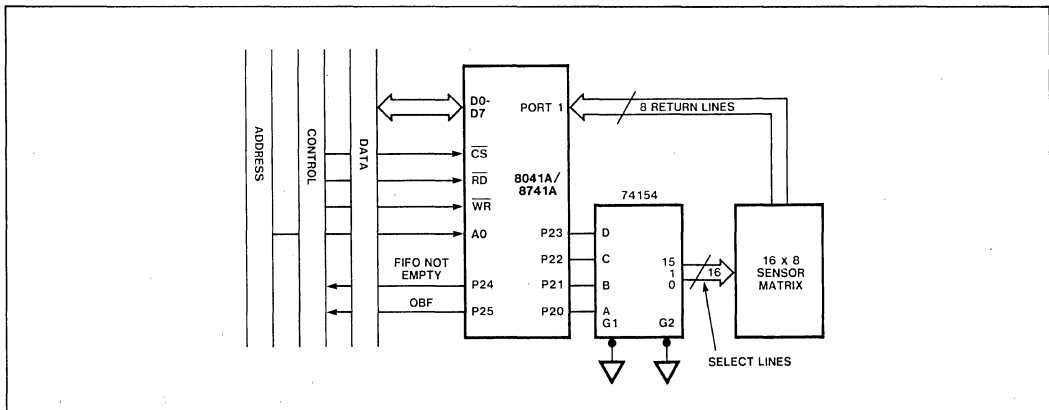 ADDRESS
CONTROL
DATA
D0-
D7
PORT 1
8 RETURN LINES
CS
RD
8041A/
8741A
WR
A0
74154
P23
D
P22
C
15
16 x 8
FIFO NOT
EMPTY
P24
P21
B
1
16
SENSOR
MATRIX
0
OBF
P25
P20
A
G1
G2
SELECT LINES